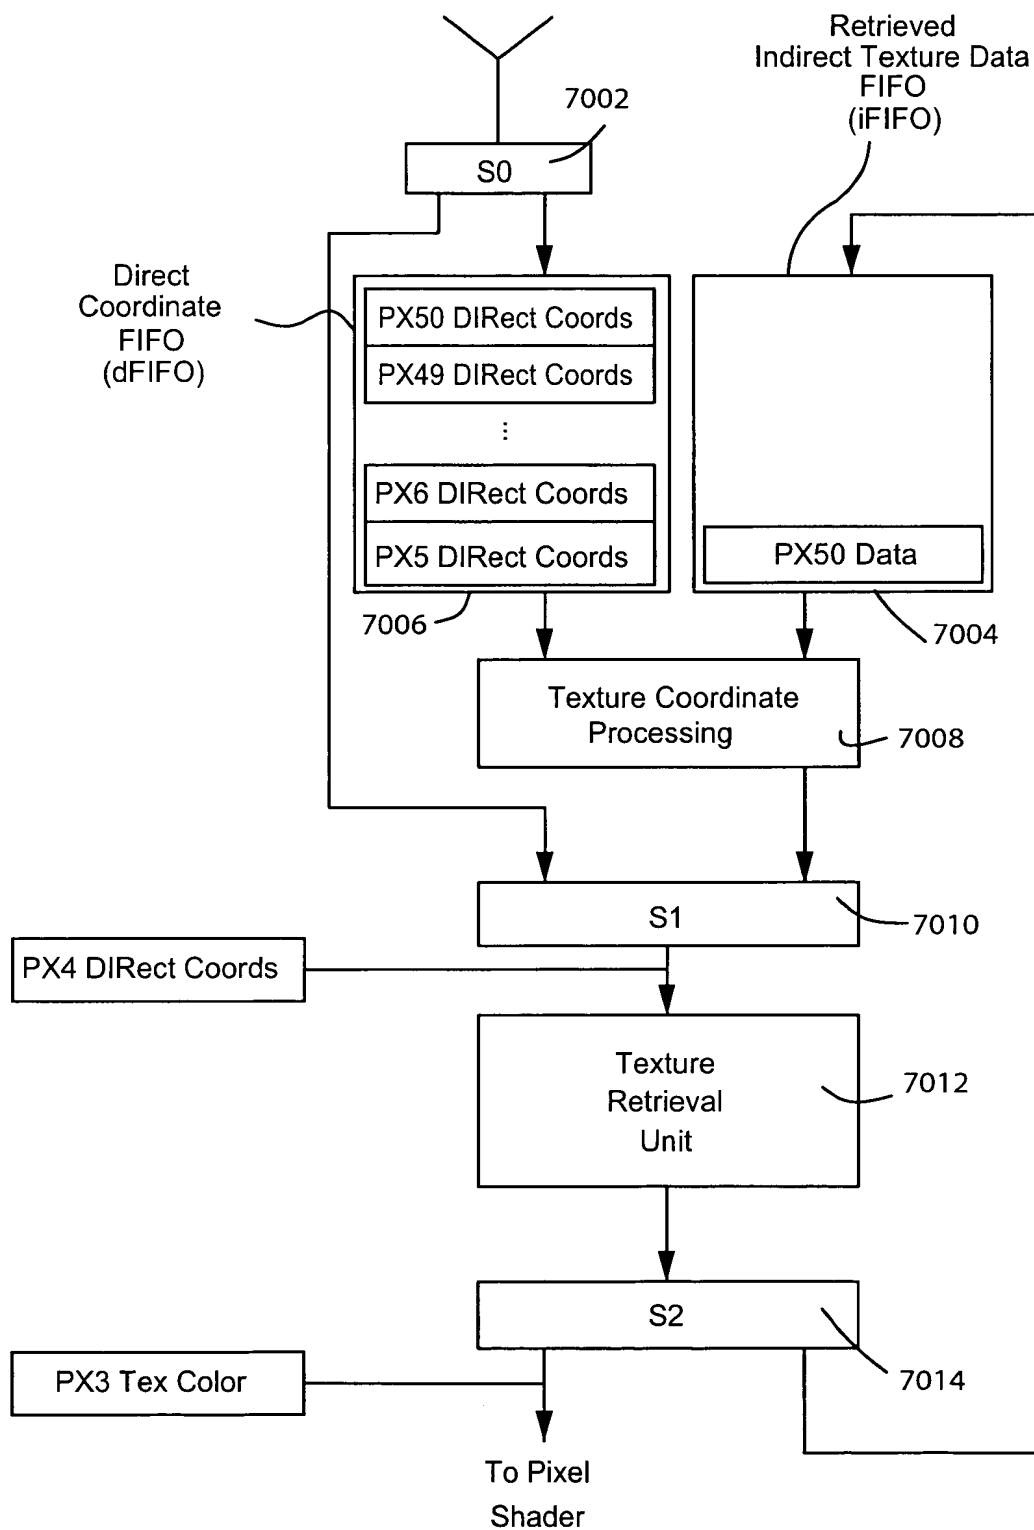 Retrieved
Indirect Texture Data
FIFO
(iFIFO)
7002
S0
Direct
Coordinate
FIFO
(dFIFO)
PX50 DIRect Coords
PX49 DIRect Coords
...
PX6 DIRect Coords
PX5 DIRect Coords
PX50 Data
7006
7004
Texture Coordinate
Processing
7008
S1
7010
PX4 DIRect Coords
Texture
Retrieval
Unit
7012
S2
7014
PX3 Tex Color
To Pixel
Shader